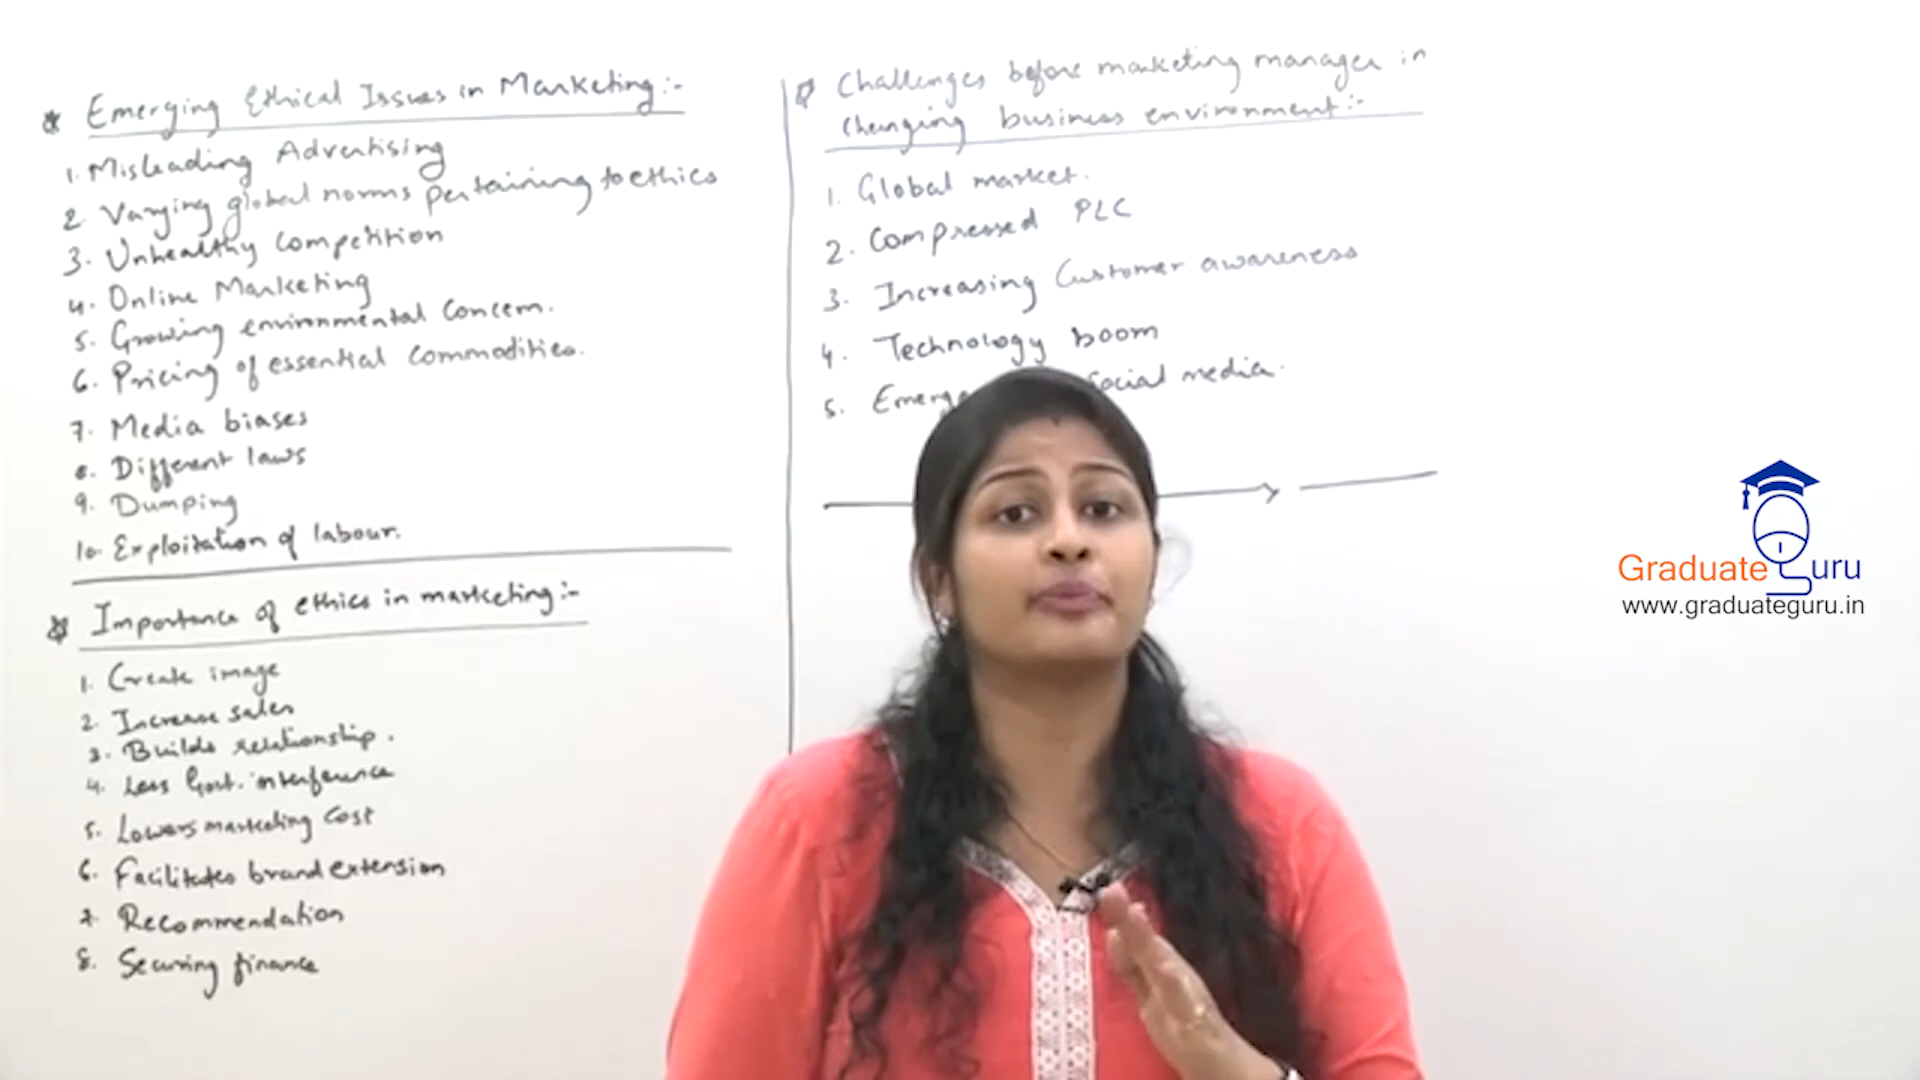 * Emerging Ethical Issues in Marketing :-
1. Misleading Advertising
2. Varying global norms pertaining to ethics
3. Unhealthy Competition
4. Online Marketing
5. Growing environmental concern.
6. Pricing of essential commodities.
7. Media biases
8. Different laws
9. Dumping
10. Exploitation of labour.
* Importance of ethics in marketing :-
1. Create image
2. Increase sales
3. Builds relationship.
4. Less Govt. interference
5. Lowers marketing cost
6. Facilitates brand extension
7. Recommendation
8. Securing finance
* Challenges before marketing manager in
changing business environment :-
1. Global market.
2. Compressed PLC
3. Increasing Customer awareness
4. Technology boom
5. Social media.
Graduate Guru
www.graduateguru.in